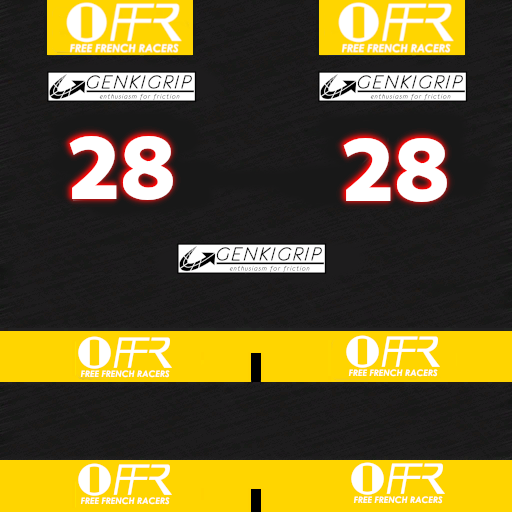 FFR FFR
FREE FRENCH RACERS FREE FRENCH RACERS
GENKIGRIP GENKIGRIP
enthusiasm for friction enthusiasm for friction
28 28
GENKIGRIP
enthusiasm for friction
FFR FFR
FREE FRENCH RACERS FREE FRENCH RACERS
FFR FFR
FREE FRENCH RACERS FREE FRENCH RACERS